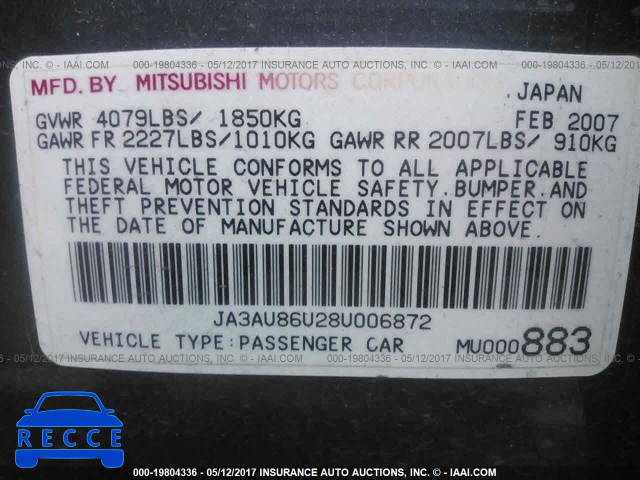 000-19804336 - 05/12/2017 INSURANCE AUTO AUCTIONS, INC. © - IAAI.COM
MFD. BY MITSUBISHI MOTORS CORPORATION
.JAPAN
GVWR 4079LBS/ 1850KG FEB 2007
GAWR FR 2227LBS/1010KG GAWR RR 2007LBS/ 910KG
THIS VEHICLE CONFORMS TO ALL APPLICABLE
FEDERAL MOTOR VEHICLE SAFETY.BUMPER.AND
THEFT PREVENTION STANDARDS IN EFFECT ON
THE DATE OF MANUFACTURE SHOWN ABOVE.
JA3AU86U28U006872
VEHICLE TYPE:PASSENGER CAR MU000883
RECCE
000-19804336 - 05/12/2017 INSURANCE AUTO AUCTIONS, INC. © - IAAI.COM